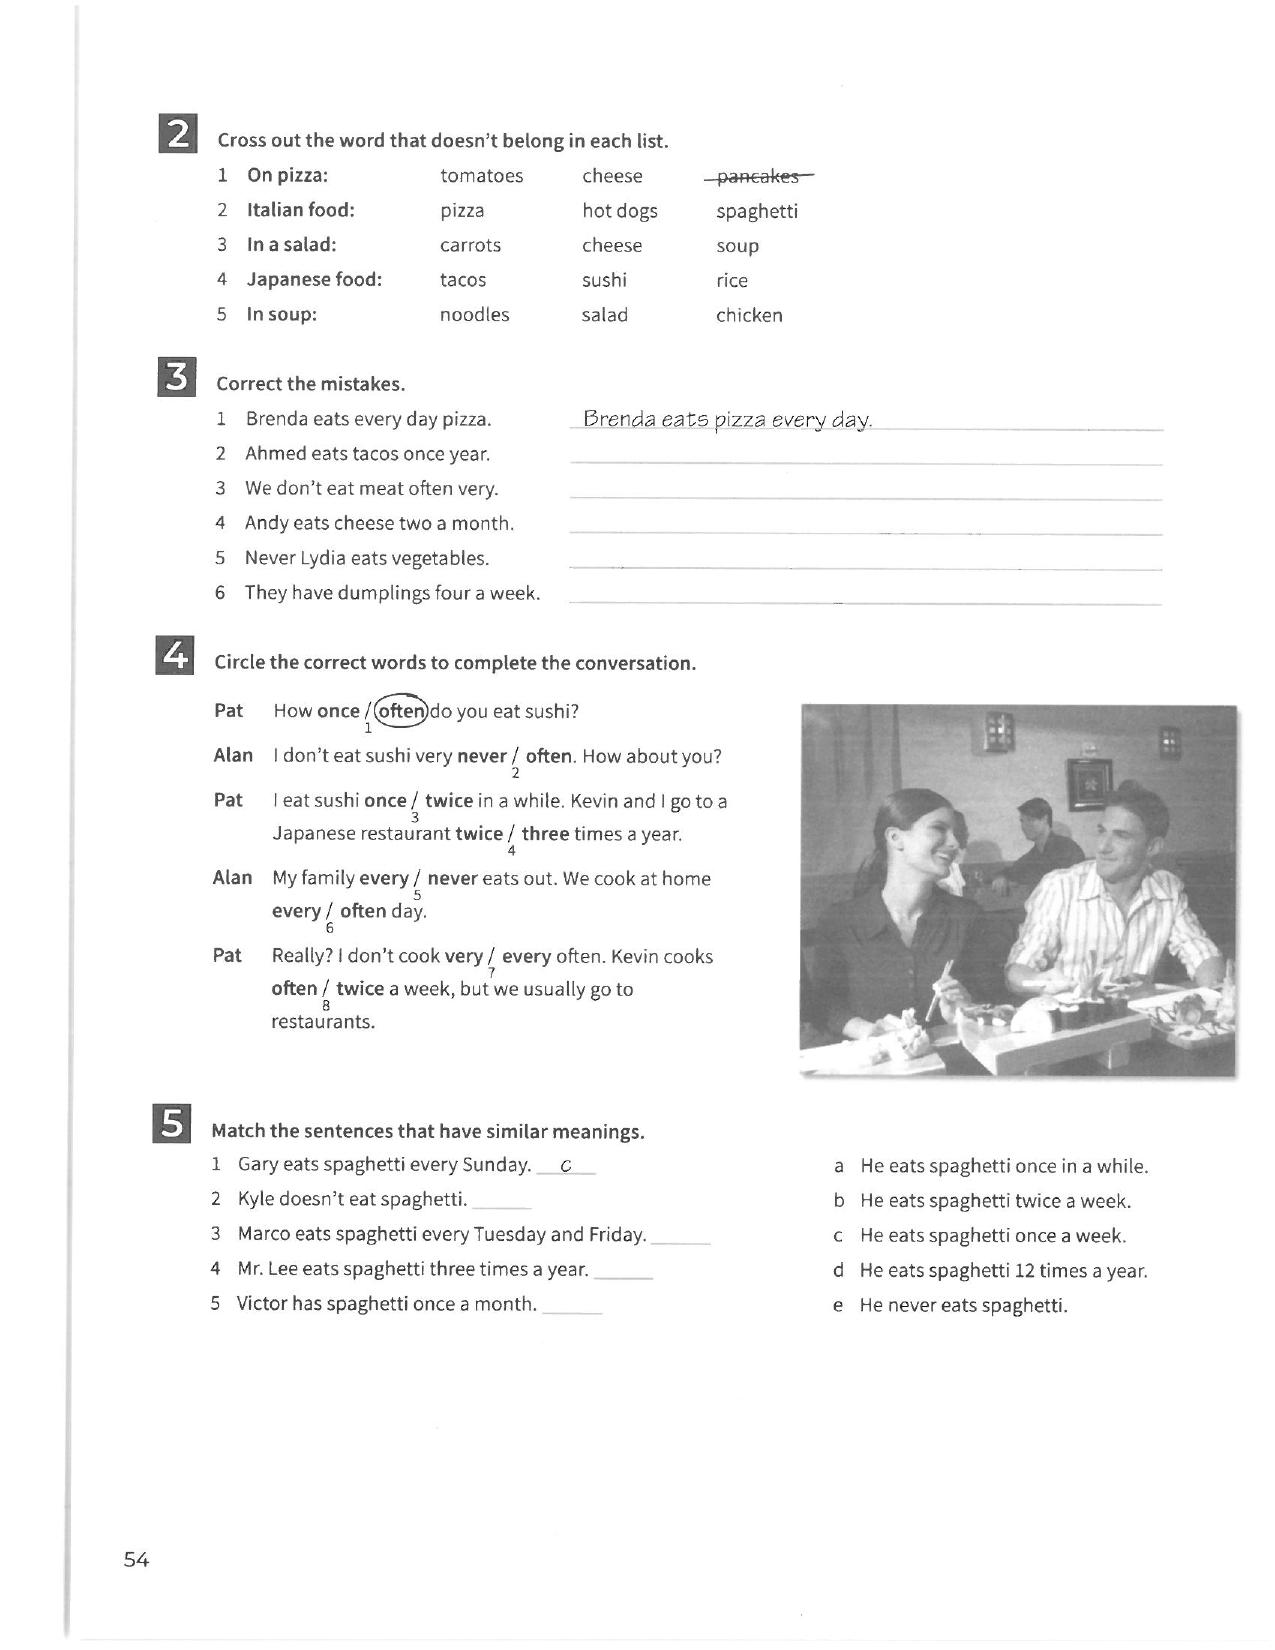 2 Cross out the word that doesn't belong in each list.
1 On pizza: tomatoes cheese pancakes
2 Italian food: pizza hot dogs spaghetti
3 In a salad: carrots cheese soup
4 Japanese food: tacos sushi rice
5 In soup: noodles salad chicken
3 Correct the mistakes.
1 Brenda eats every day pizza. Brenda eats pizza every day.
2 Ahmed eats tacos once year.
3 We don't eat meat often very.
4 Andy eats cheese two a month.
5 Never Lydia eats vegetables.
6 They have dumplings four a week.
4 Circle the correct words to complete the conversation.
Pat How once / often do you eat sushi?
1
Alan I don't eat sushi very never / often. How about you?
2
Pat I eat sushi once / twice in a while. Kevin and I go to a
3
Japanese restaurant twice / three times a year.
4
Alan My family every / never eats out. We cook at home
5
every / often day.
6
Pat Really? I don't cook very / every often. Kevin cooks
7
often / twice a week, but we usually go to
8
restaurants.
5 Match the sentences that have similar meanings.
1 Gary eats spaghetti every Sunday. c a He eats spaghetti once in a while.
2 Kyle doesn't eat spaghetti. b He eats spaghetti twice a week.
3 Marco eats spaghetti every Tuesday and Friday. c He eats spaghetti once a week.
4 Mr. Lee eats spaghetti three times a year. d He eats spaghetti 12 times a year.
5 Victor has spaghetti once a month. e He never eats spaghetti.
54